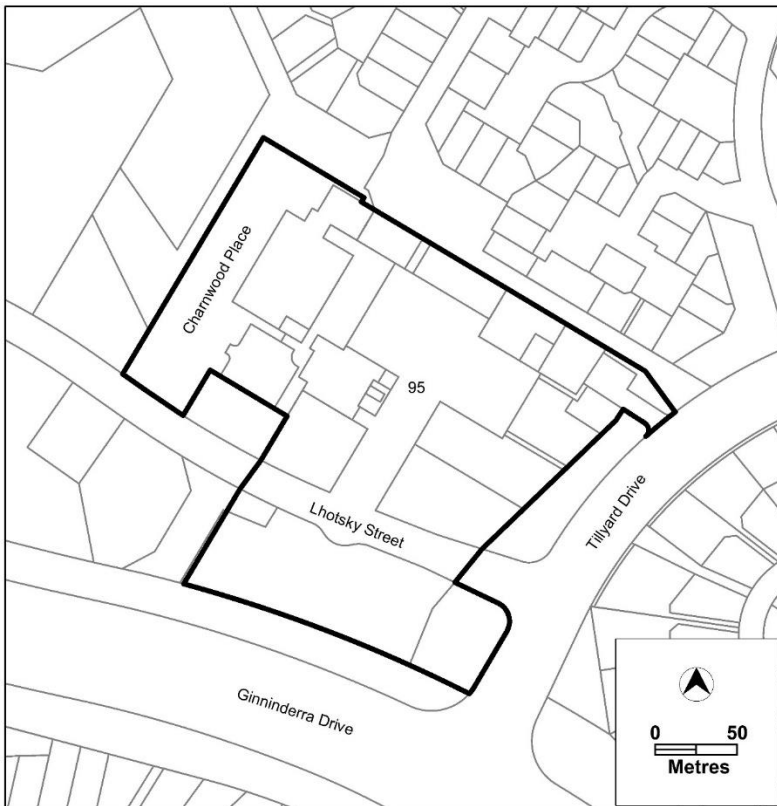 Charnwood Place
95
Lhotsky Street
Tillyard Drive
Ginninderra Drive
0 50
Metres